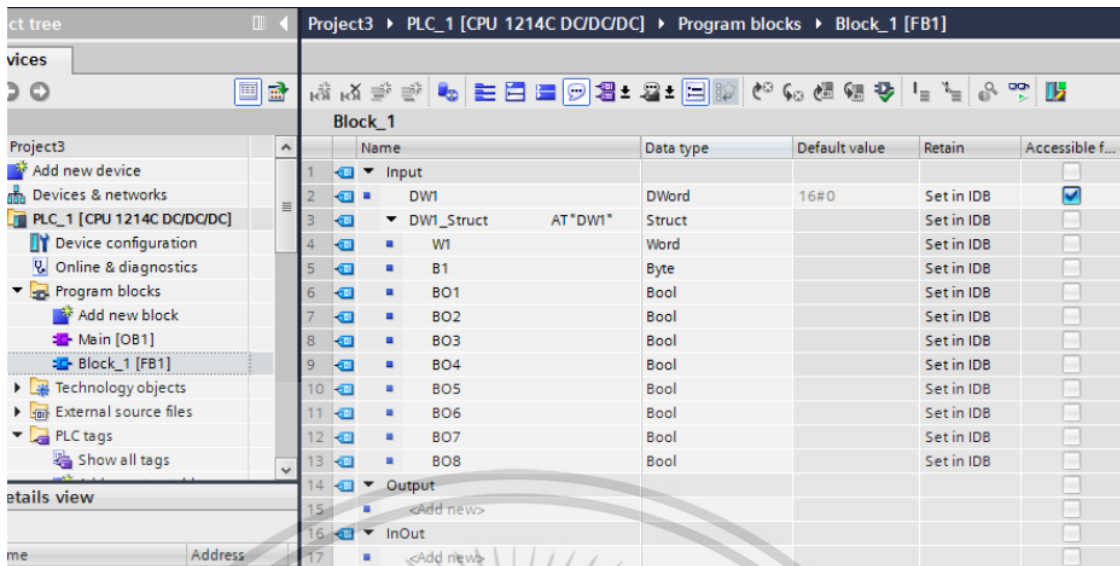 ct tree
Project3 ▸ PLC_1 [CPU 1214C DC/DC/DC] ▸ Program blocks ▸ Block_1 [FB1]
vices
Block_1
Project3
Add new device
Devices & networks
PLC_1 [CPU 1214C DC/DC/DC]
Device configuration
Online & diagnostics
Program blocks
Add new block
Main [OB1]
Block_1 [FB1]
Technology objects
External source files
PLC tags
Show all tags
etails view
me Address
Name Data type Default value Retain Accessible f...
1 Input
2 DW1 DWord 16#0 Set in IDB
3 DW1_Struct AT"DW1" Struct Set in IDB
4 W1 Word Set in IDB
5 B1 Byte Set in IDB
6 BO1 Bool Set in IDB
7 BO2 Bool Set in IDB
8 BO3 Bool Set in IDB
9 BO4 Bool Set in IDB
10 BO5 Bool Set in IDB
11 BO6 Bool Set in IDB
12 BO7 Bool Set in IDB
13 BO8 Bool Set in IDB
14 Output
15 <Add new>
16 InOut
17 <Add new>